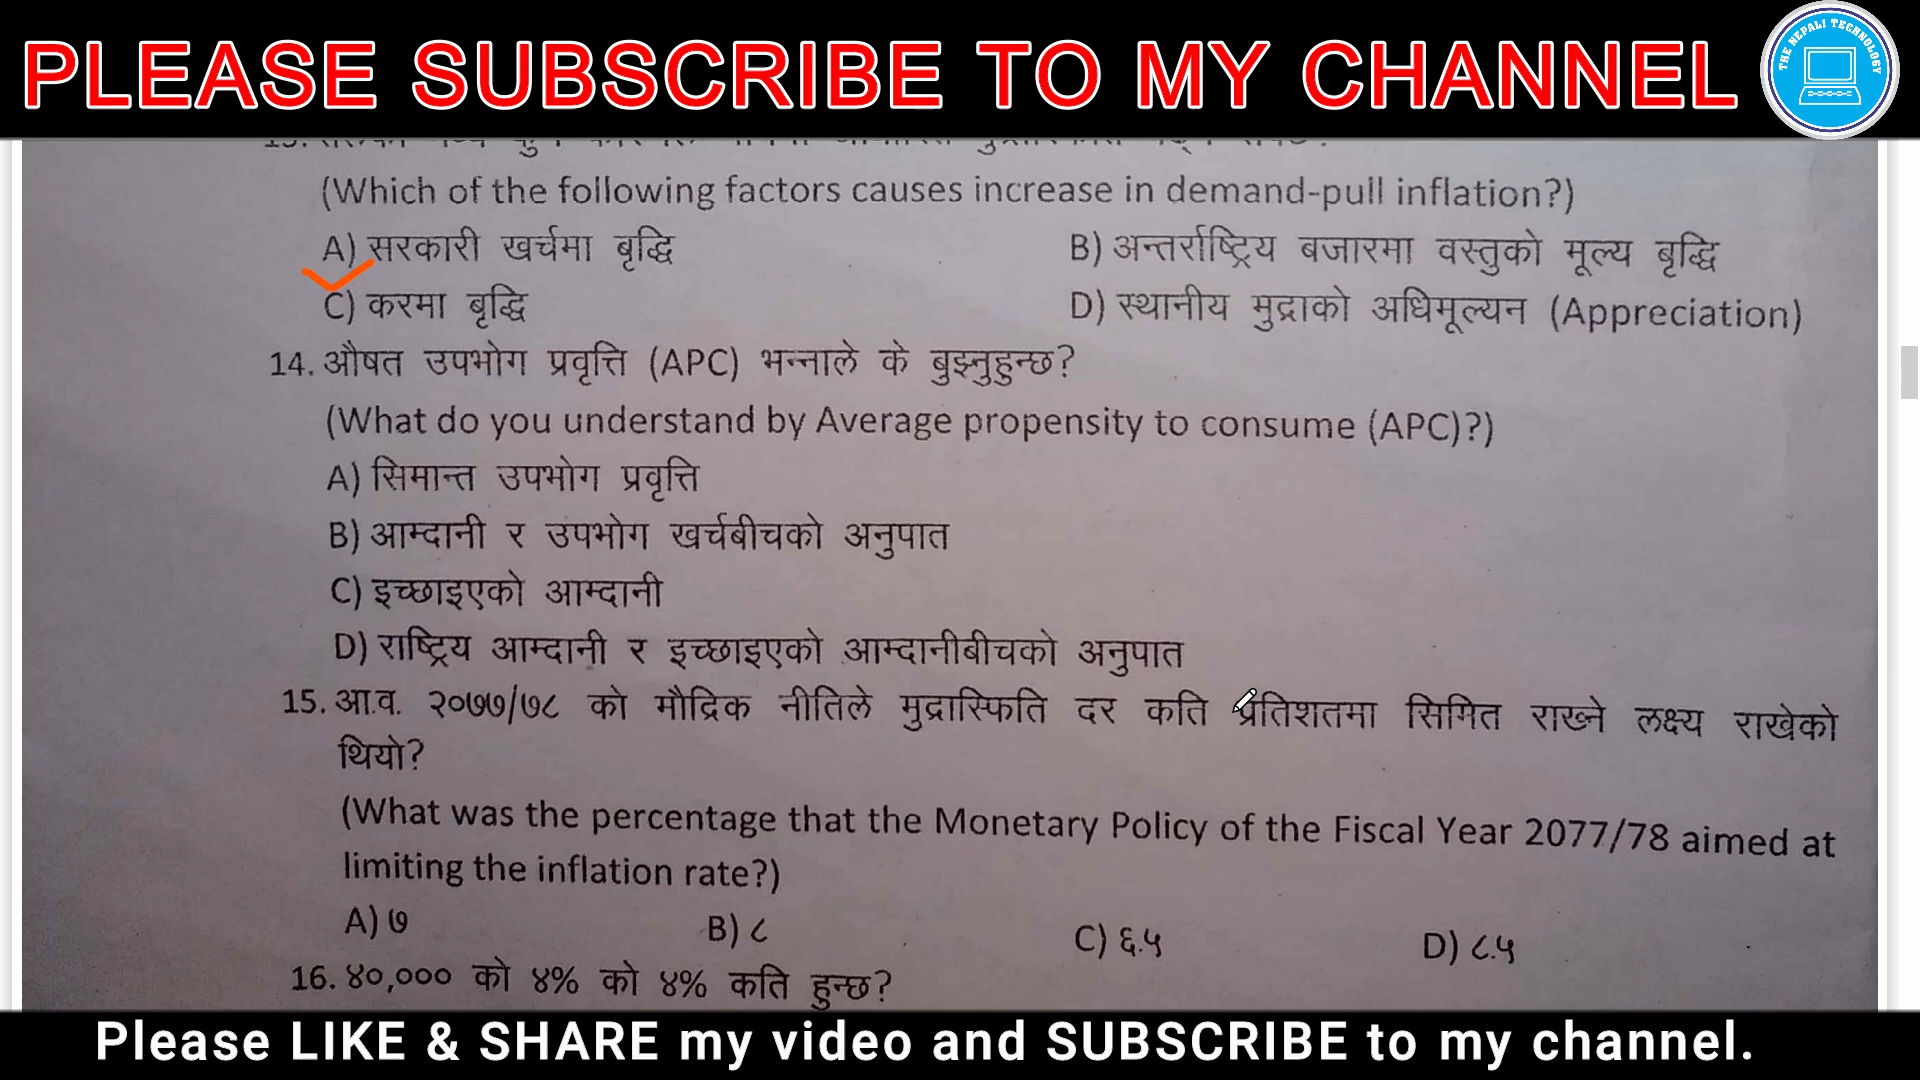 PLEASE SUBSCRIBE TO MY CHANNEL
THE NEPALI TECHNOLOGY
(Which of the following factors causes increase in demand-pull inflation?)
A) सरकारी खर्चमा बृद्धि B) अन्तर्राष्ट्रिय बजारमा वस्तुको मूल्य बृद्धि
C) करमा बृद्धि D) स्थानीय मुद्राको अधिमूल्यन (Appreciation)
14. औषत उपभोग प्रवृत्ति (APC) भन्नाले के बुझ्नुहुन्छ?
(What do you understand by Average propensity to consume (APC)?)
A) सिमान्त उपभोग प्रवृत्ति
B) आम्दानी र उपभोग खर्चबीचको अनुपात
C) इच्छाइएको आम्दानी
D) राष्ट्रिय आम्दानी र इच्छाइएको आम्दानीबीचको अनुपात
15. आ.व. २०७७/७८ को मौद्रिक नीतिले मुद्रास्फिति दर कति प्रतिशतमा सिमित राख्ने लक्ष्य राखेको
थियो?
(What was the percentage that the Monetary Policy of the Fiscal Year 2077/78 aimed at
limiting the inflation rate?)
A) ७ B) ८ C) ६.५ D) ८.५
16. ४०,००० को ४% को ४% कति हुन्छ?
Please LIKE & SHARE my video and SUBSCRIBE to my channel.